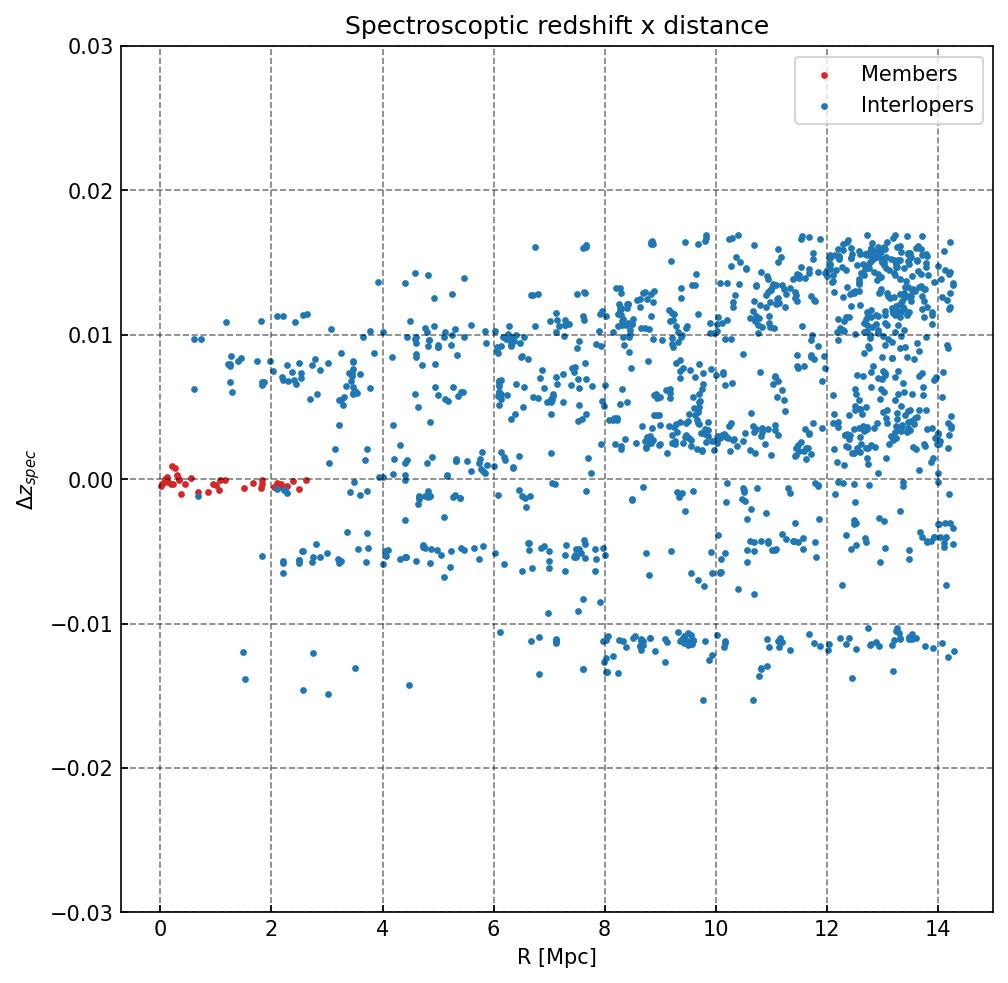 Spectroscoptic redshift x distance
Members
Interlopers
0.03
0.02
0.01
0.00
−0.01
−0.02
−0.03
Δz_spec
0 2 4 6 8 10 12 14
R [Mpc]